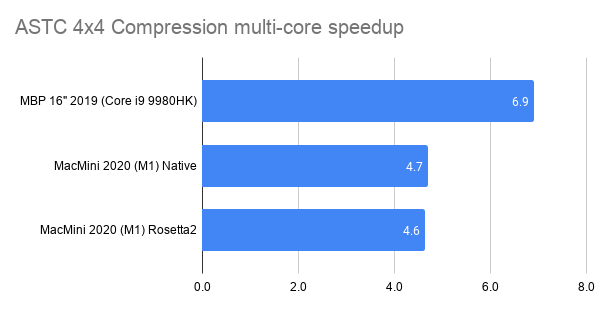 ASTC 4x4 Compression multi-core speedup
MBP 16" 2019 (Core i9 9980HK)
6.9
MacMini 2020 (M1) Native
4.7
MacMini 2020 (M1) Rosetta2
4.6
0.0 2.0 4.0 6.0 8.0